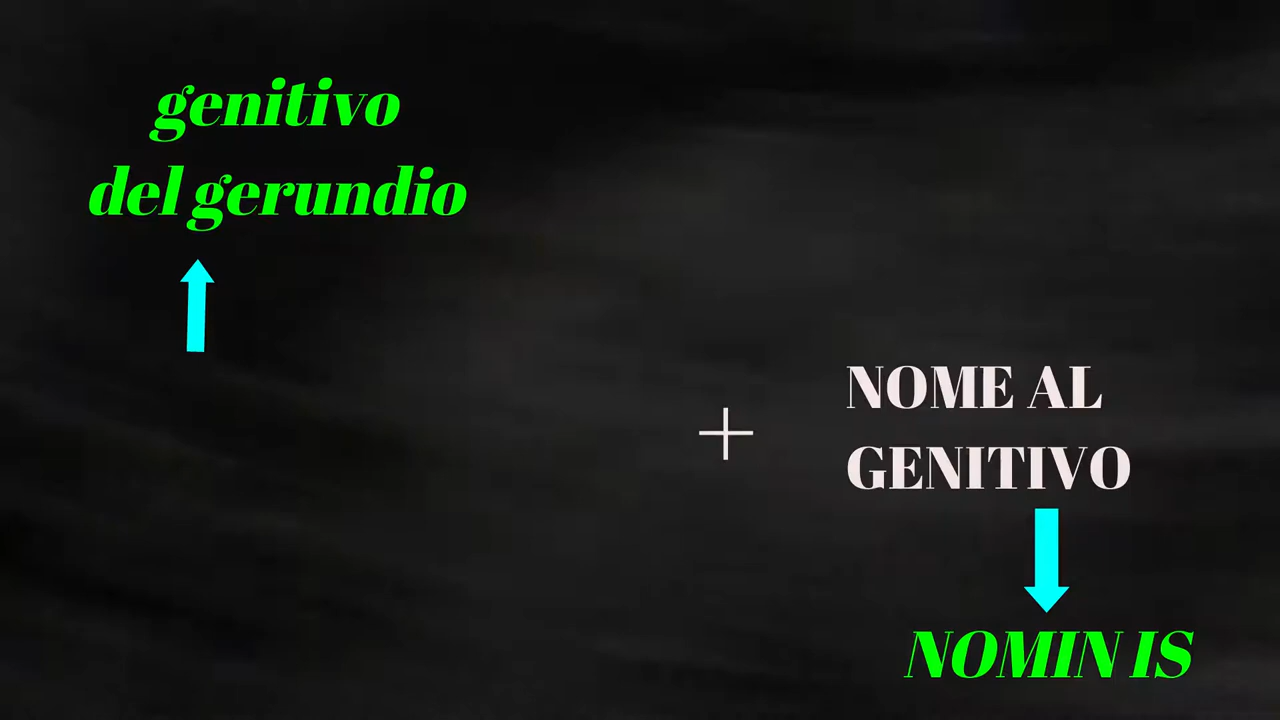 genitivo
del gerundio
+
NOME AL
GENITIVO
NOMIN IS